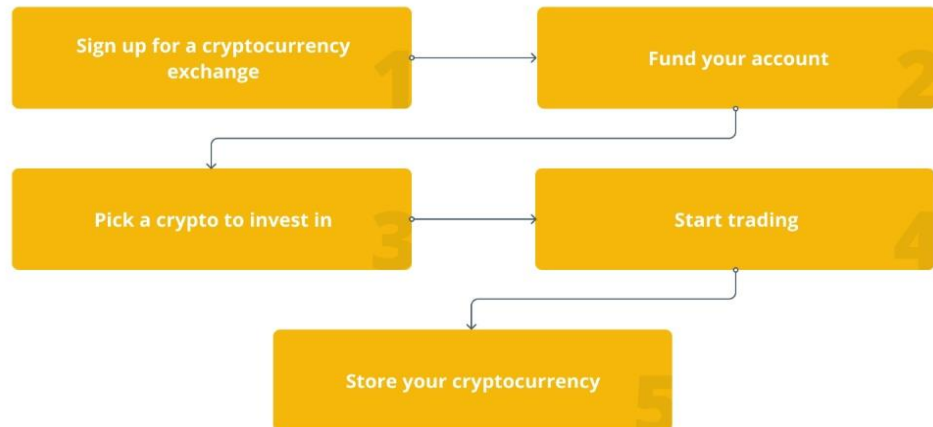 Sign up for a cryptocurrency
exchange
1
Fund your account
2
Pick a crypto to invest in
3
Start trading
4
Store your cryptocurrency
5